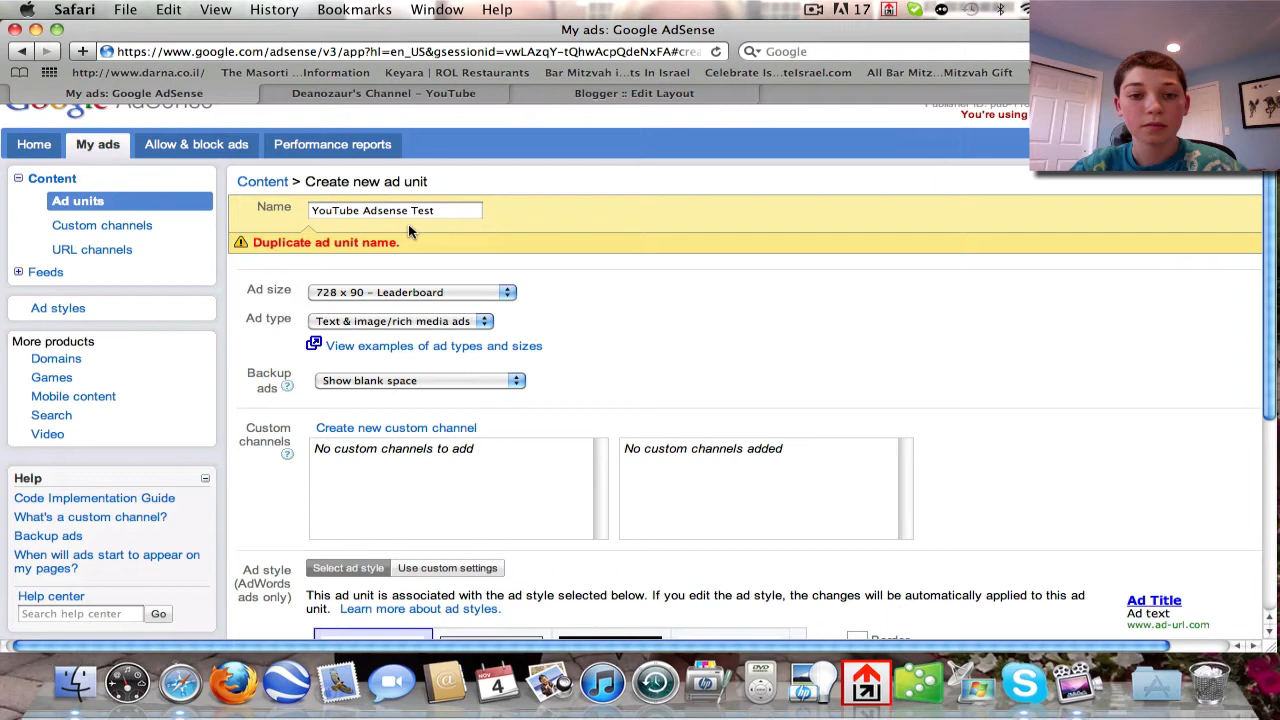 Safari File Edit View History Bookmarks Window Help 17
My ads: Google AdSense
https://www.google.com/adsense/v3/app?hl=en_US&gsessionid=vwLAzqY-tQhwAcpQdeNxFA#cre Google
http://www.darna.co.il/ The Masorti ...Information Keyara | ROL Restaurants Bar Mitzvah i...ts In Israel Celebrate Is...telsrael.com All Bar Mitz...Mitzvah Gift
My ads: Google AdSense Deanozaur's Channel – YouTube Blogger :: Edit Layout
Google AdSense
You're using
Home My ads Allow & block ads Performance reports
Content
Ad units
Custom channels
URL channels
Feeds
Ad styles
More products
Domains
Games
Mobile content
Search
Video
Help
Code Implementation Guide
What's a custom channel?
Backup ads
When will ads start to appear on
my pages?
Help center
Search help center Go
Content > Create new ad unit
Name YouTube Adsense Test
Duplicate ad unit name.
Ad size 728 x 90 – Leaderboard
Ad type Text & image/rich media ads
View examples of ad types and sizes
Backup
ads ? Show blank space
Custom
channels
?
Create new custom channel
No custom channels to add No custom channels added
Ad style
(AdWords
ads only)
Select ad style Use custom settings
This ad unit is associated with the ad style selected below. If you edit the ad style, the changes will be automatically applied to this ad
unit. Learn more about ad styles.
Ad Title
Ad text
www.ad-url.com
NOV
4
hp